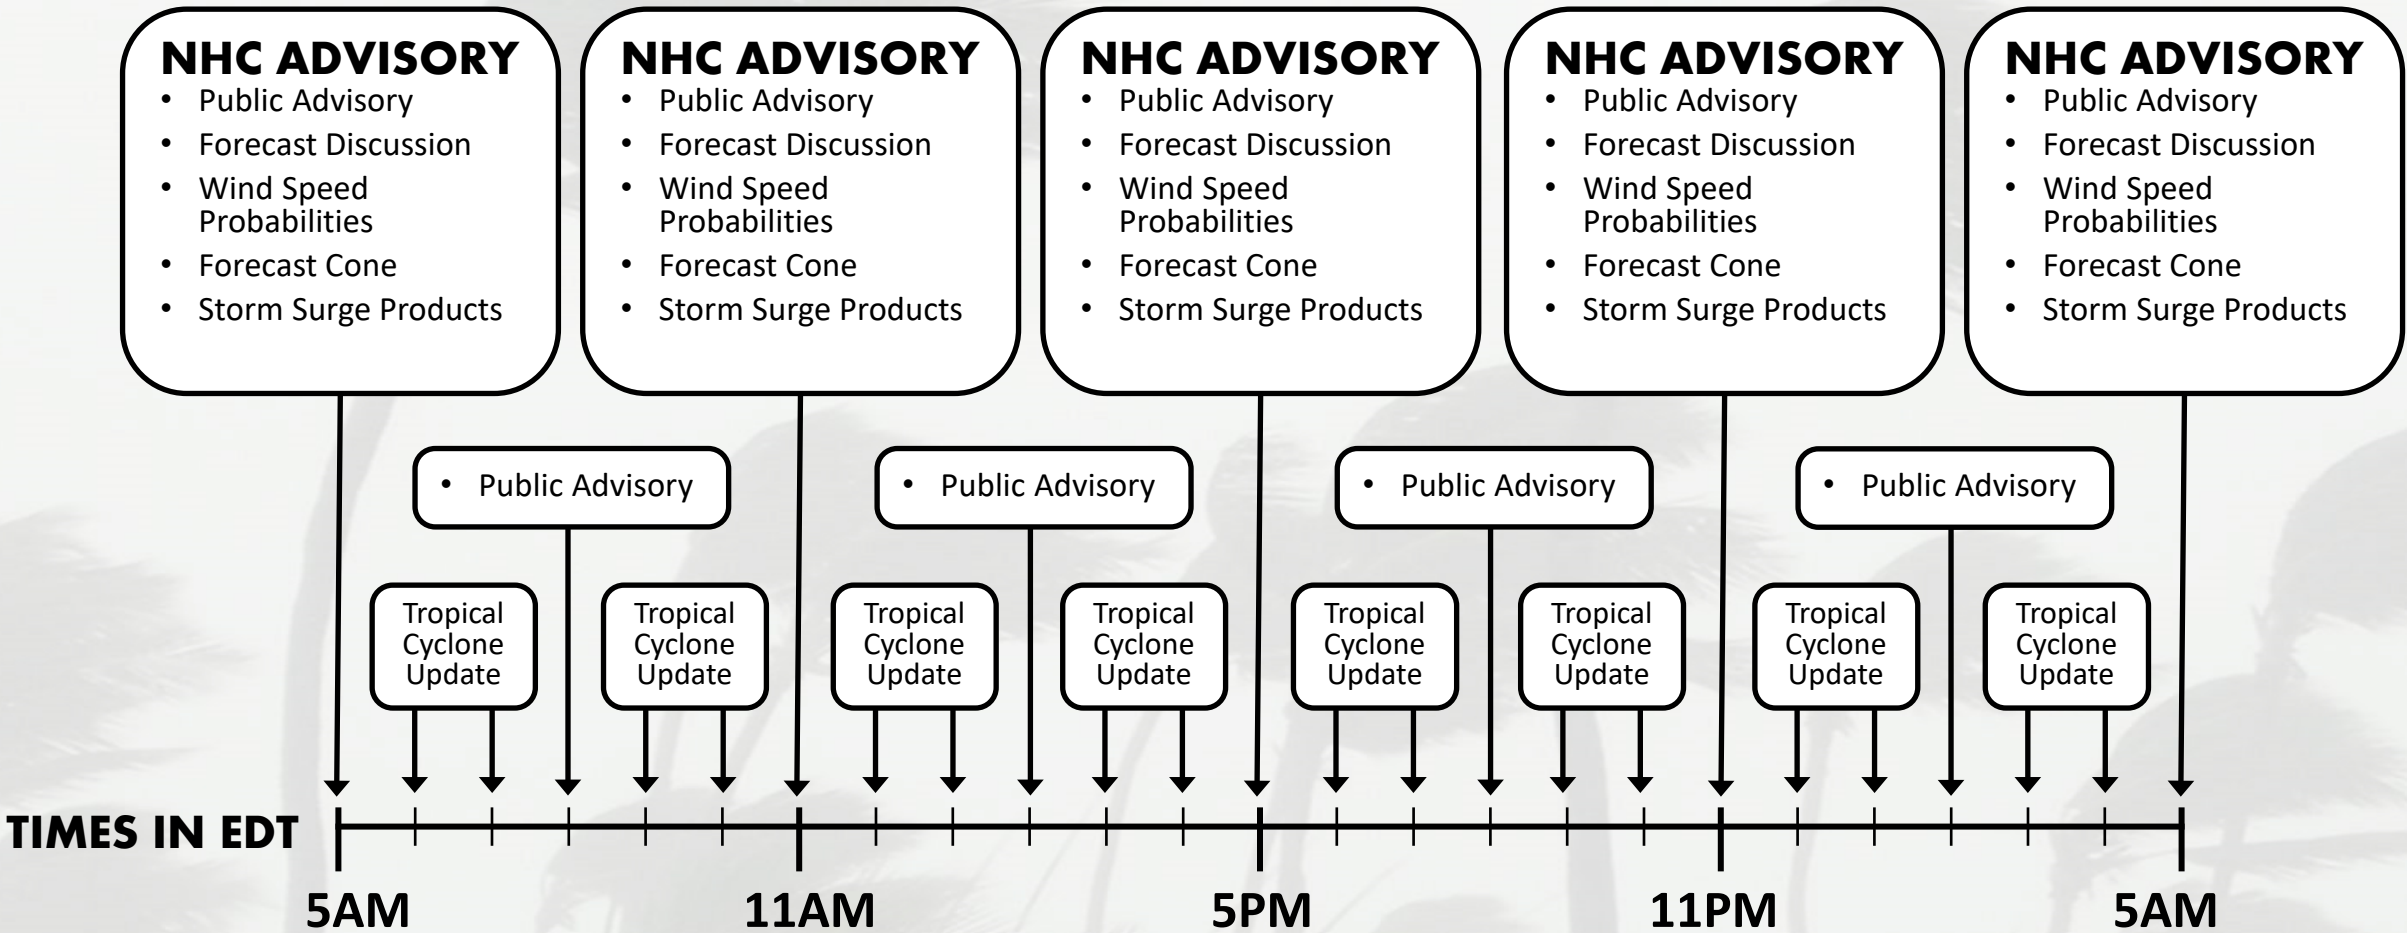 NHC ADVISORY
• Public Advisory
• Forecast Discussion
• Wind Speed
Probabilities
• Forecast Cone
• Storm Surge Products
NHC ADVISORY
• Public Advisory
• Forecast Discussion
• Wind Speed
Probabilities
• Forecast Cone
• Storm Surge Products
NHC ADVISORY
• Public Advisory
• Forecast Discussion
• Wind Speed
Probabilities
• Forecast Cone
• Storm Surge Products
NHC ADVISORY
• Public Advisory
• Forecast Discussion
• Wind Speed
Probabilities
• Forecast Cone
• Storm Surge Products
NHC ADVISORY
• Public Advisory
• Forecast Discussion
• Wind Speed
Probabilities
• Forecast Cone
• Storm Surge Products
• Public Advisory
• Public Advisory
• Public Advisory
• Public Advisory
Tropical
Cyclone
Update
Tropical
Cyclone
Update
Tropical
Cyclone
Update
Tropical
Cyclone
Update
Tropical
Cyclone
Update
Tropical
Cyclone
Update
Tropical
Cyclone
Update
Tropical
Cyclone
Update
TIMES IN EDT
5AM
11AM
5PM
11PM
5AM